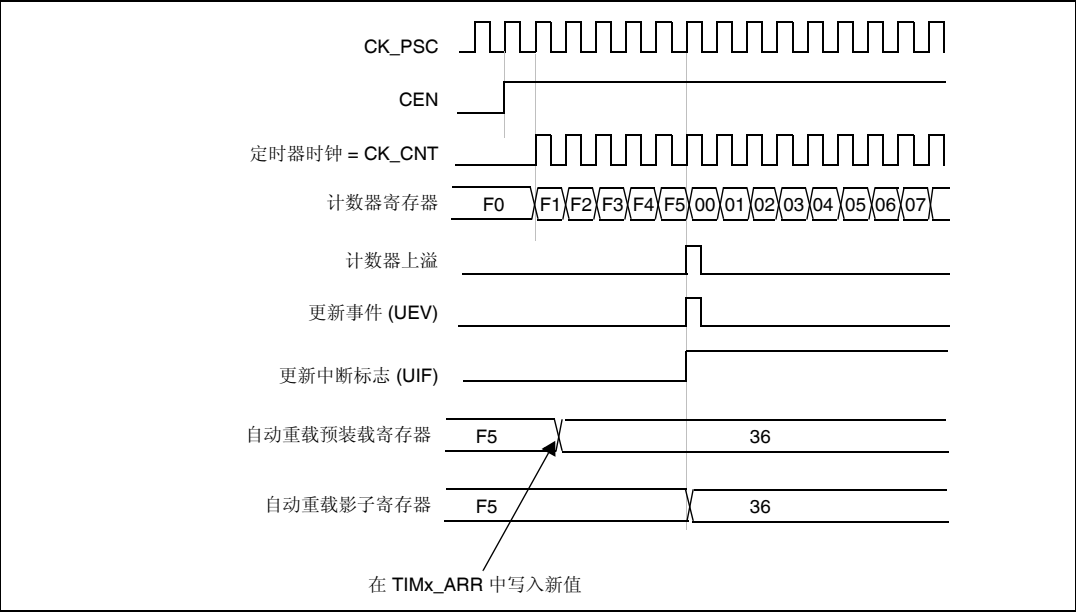 CK_PSC
CEN
定时器时钟 = CK_CNT
计数器寄存器 F0 F1 F2 F3 F4 F5 00 01 02 03 04 05 06 07
计数器上溢
更新事件 (UEV)
更新中断标志 (UIF)
自动重载预装载寄存器 F5 36
自动重载影子寄存器 F5 36
在 TIMx_ARR 中写入新值